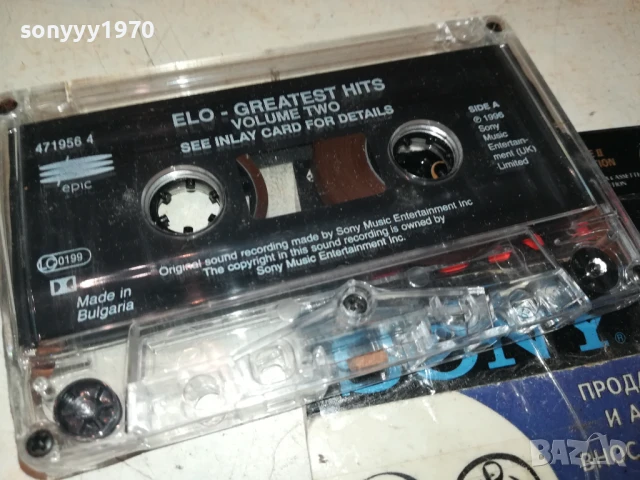 sonyyy1970
ELO - GREATEST HITS
VOLUME TWO
SEE INLAY CARD FOR DETAILS
471956 4
epic
SIDE A
℗ 1996
Sony
Music
Entertain-
ment (UK)
Limited
Original sound recording made by Sony Music Entertainment Inc
The copyright in this sound recording is owned by
Sony Music Entertainment Inc.
LC 0199
Made in
Bulgaria
SONY
ПРОДА
И А
ВНОС
BAZAR